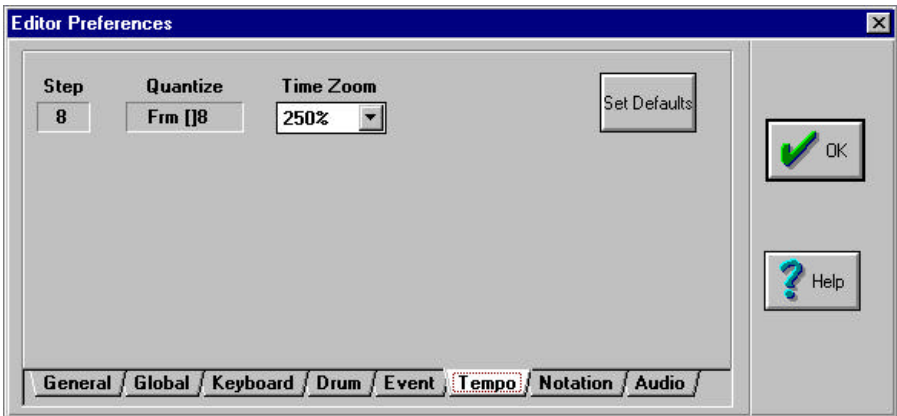 Editor Preferences
Step Quantize Time Zoom
8 Frm []8 250% Set Defaults
OK
Help
General Global Keyboard Drum Event Tempo Notation Audio